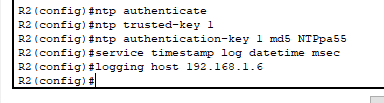 R2(config)#ntp authenticate
R2(config)#ntp trusted-key 1
R2(config)#ntp authentication-key 1 md5 NTPpa55
R2(config)#service timestamp log datetime msec
R2(config)#logging host 192.168.1.6
R2(config)#